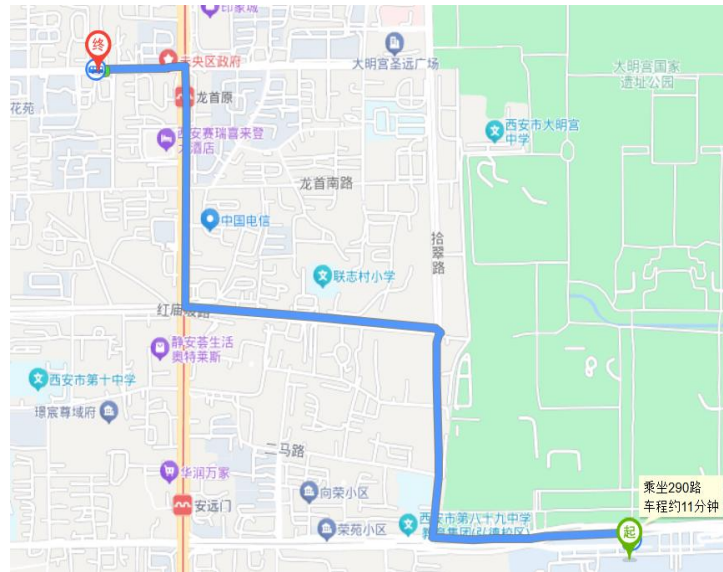 印象城
终
未央区政府
大明宫圣远广场
大明宫国家
遗址公园
花苑
龙首原
西安赛瑞喜来登
大酒店
西安市大明宫
中学
龙首南路
中国电信
拾翠路
文
联志村小学
红庙坡路
静安荟生活
奥特莱斯
文
西安市第十中学
璟宸尊域府
二马路
华润万家
向荣小区
乘坐290路
车程约11分钟
安远门
荣苑小区
文
西安市第八十九中学
起